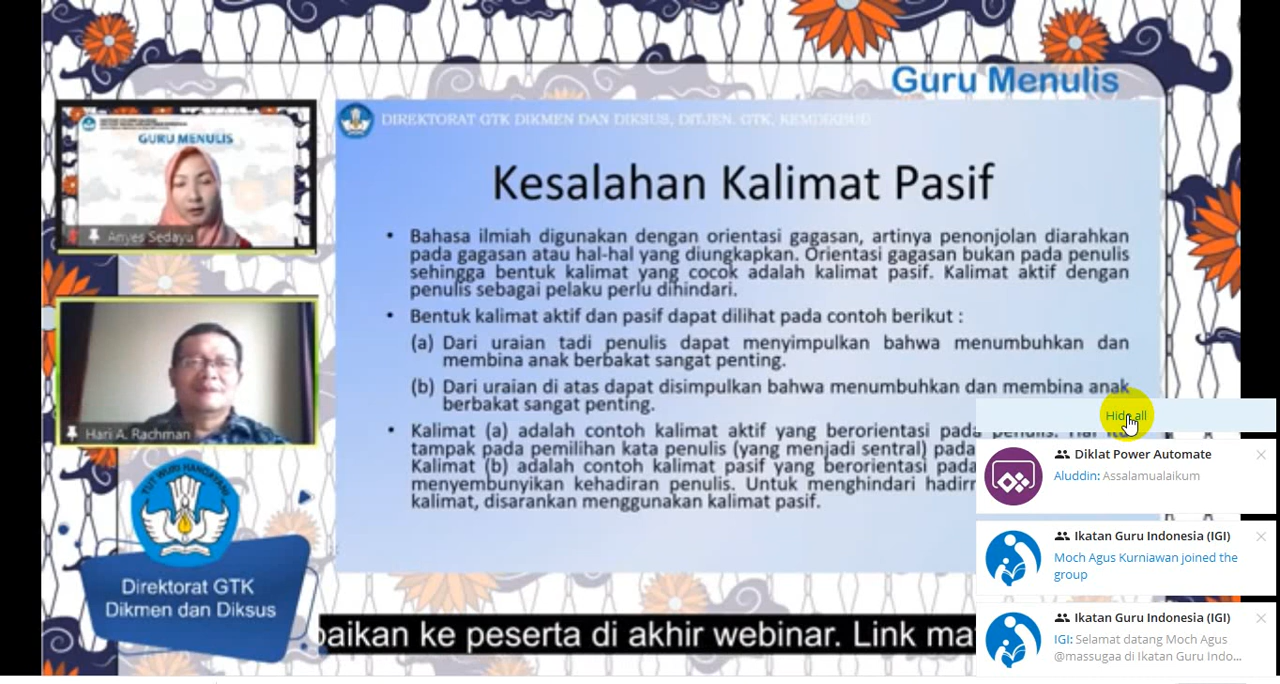 Guru Menulis
DIREKTORAT GTK DIKMEN DAN DIKSUS, DITJEN. GTK, KEMDIKBUD
GURU MENULIS
Anyes Sedayu
Hari A. Rachman
TUT WURI HANDAYANI
Direktorat GTK
Dikmen dan Diksus
Kesalahan Kalimat Pasif
• Bahasa ilmiah digunakan dengan orientasi gagasan, artinya penonjolan diarahkan
pada gagasan atau hal-hal yang diungkapkan. Orientasi gagasan bukan pada penulis
sehingga bentuk kalimat yang cocok adalah kalimat pasif. Kalimat aktif dengan
penulis sebagai pelaku perlu dihindari.
• Bentuk kalimat aktif dan pasif dapat dilihat pada contoh berikut :
(a) Dari uraian tadi penulis dapat menyimpulkan bahwa menumbuhkan dan
membina anak berbakat sangat penting.
(b) Dari uraian di atas dapat disimpulkan bahwa menumbuhkan dan membina anak
berbakat sangat penting.
• Kalimat (a) adalah contoh kalimat aktif yang berorientasi pada penulis.
tampak pada pemilihan kata penulis (yang menjadi sentral) pada
Kalimat (b) adalah contoh kalimat pasif yang berorientasi pada
menyembunyikan kehadiran penulis. Untuk menghindari
kalimat, disarankan menggunakan kalimat pasif.
baikan ke peserta di akhir webinar. Link
Hide all
Diklat Power Automate
Aluddin: Assalamualaikum
Ikatan Guru Indonesia (IGI)
Moch Agus Kurniawan joined the
group
Ikatan Guru Indonesia (IGI)
IGI: Selamat datang Moch Agus
@massugaa di Ikatan Guru Indo...